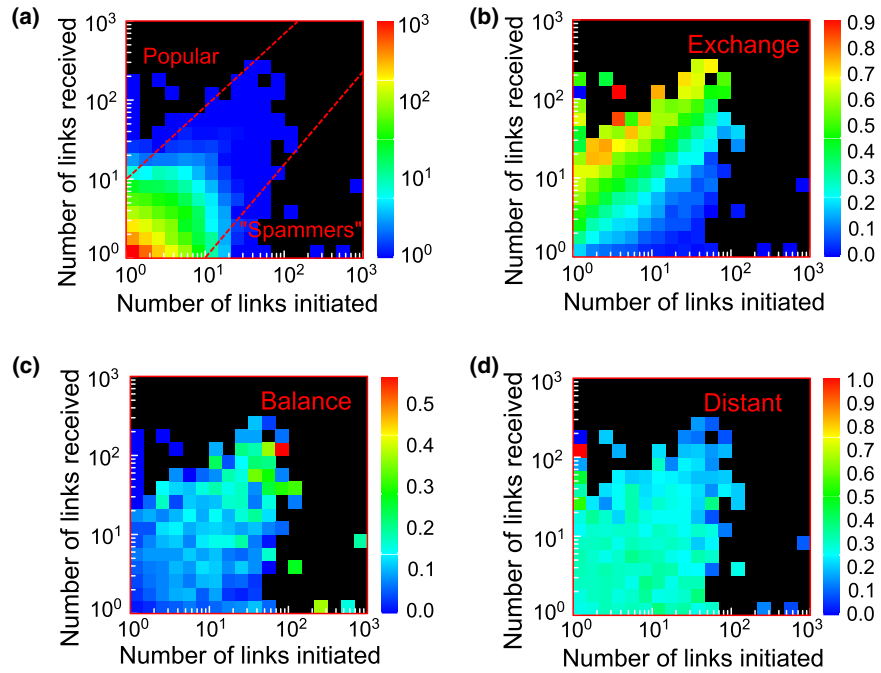 (a)
10³
10²
10¹
10⁰
Number of links received
Popular
"Spammers"
10⁰ 10¹ 10² 10³
Number of links initiated
10³
10²
10¹
10⁰
(b)
10³
10²
10¹
10⁰
Number of links received
Exchange
10⁰ 10¹ 10² 10³
Number of links initiated
0.9
0.8
0.7
0.6
0.5
0.4
0.3
0.2
0.1
0.0
(c)
10³
10²
10¹
10⁰
Number of links received
Balance
10⁰ 10¹ 10² 10³
Number of links initiated
0.5
0.4
0.3
0.2
0.1
0.0
(d)
10³
10²
10¹
10⁰
Number of links received
Distant
10⁰ 10¹ 10² 10³
Number of links initiated
1.0
0.9
0.8
0.7
0.6
0.5
0.4
0.3
0.2
0.1
0.0